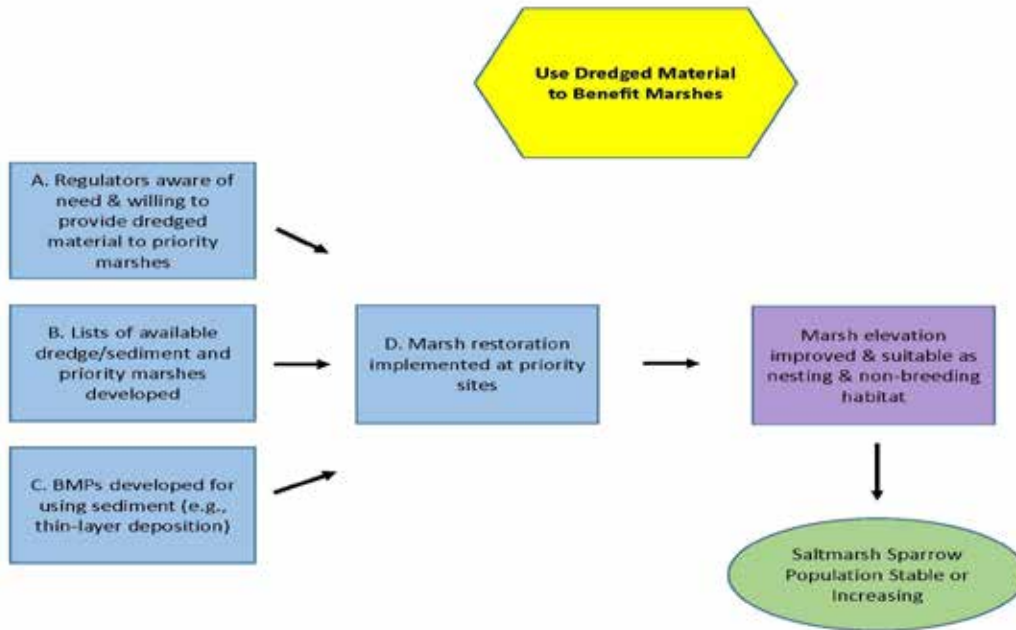 Use Dredged Material
to Benefit Marshes
A. Regulators aware of
need & willing to
provide dredged
material to priority
marshes
B. Lists of available
dredge/sediment and
priority marshes
developed
C. BMPs developed for
using sediment (e.g.,
thin-layer deposition)
D. Marsh restoration
implemented at priority
sites
Marsh elevation
improved & suitable as
nesting & non-breeding
habitat
Saltmarsh Sparrow
Population Stable or
Increasing